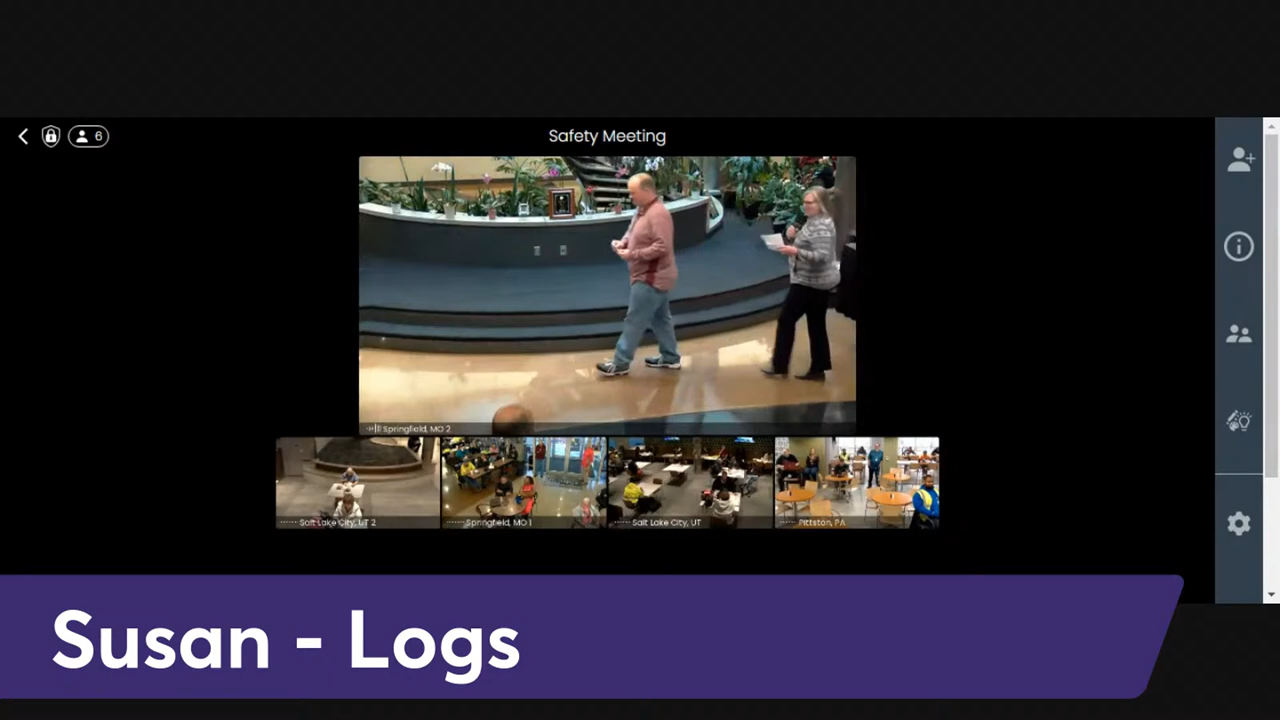 6
Safety Meeting
Springfield, MO 2
Salt Lake City, UT 2
Springfield, MO 1
Salt Lake City, UT
Pittston, PA
Susan - Logs